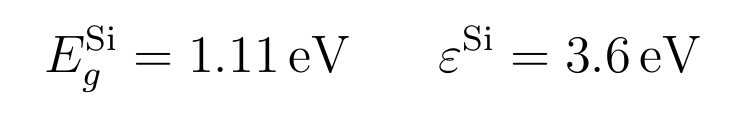 E_g^Si = 1.11 eV ε^Si = 3.6 eV